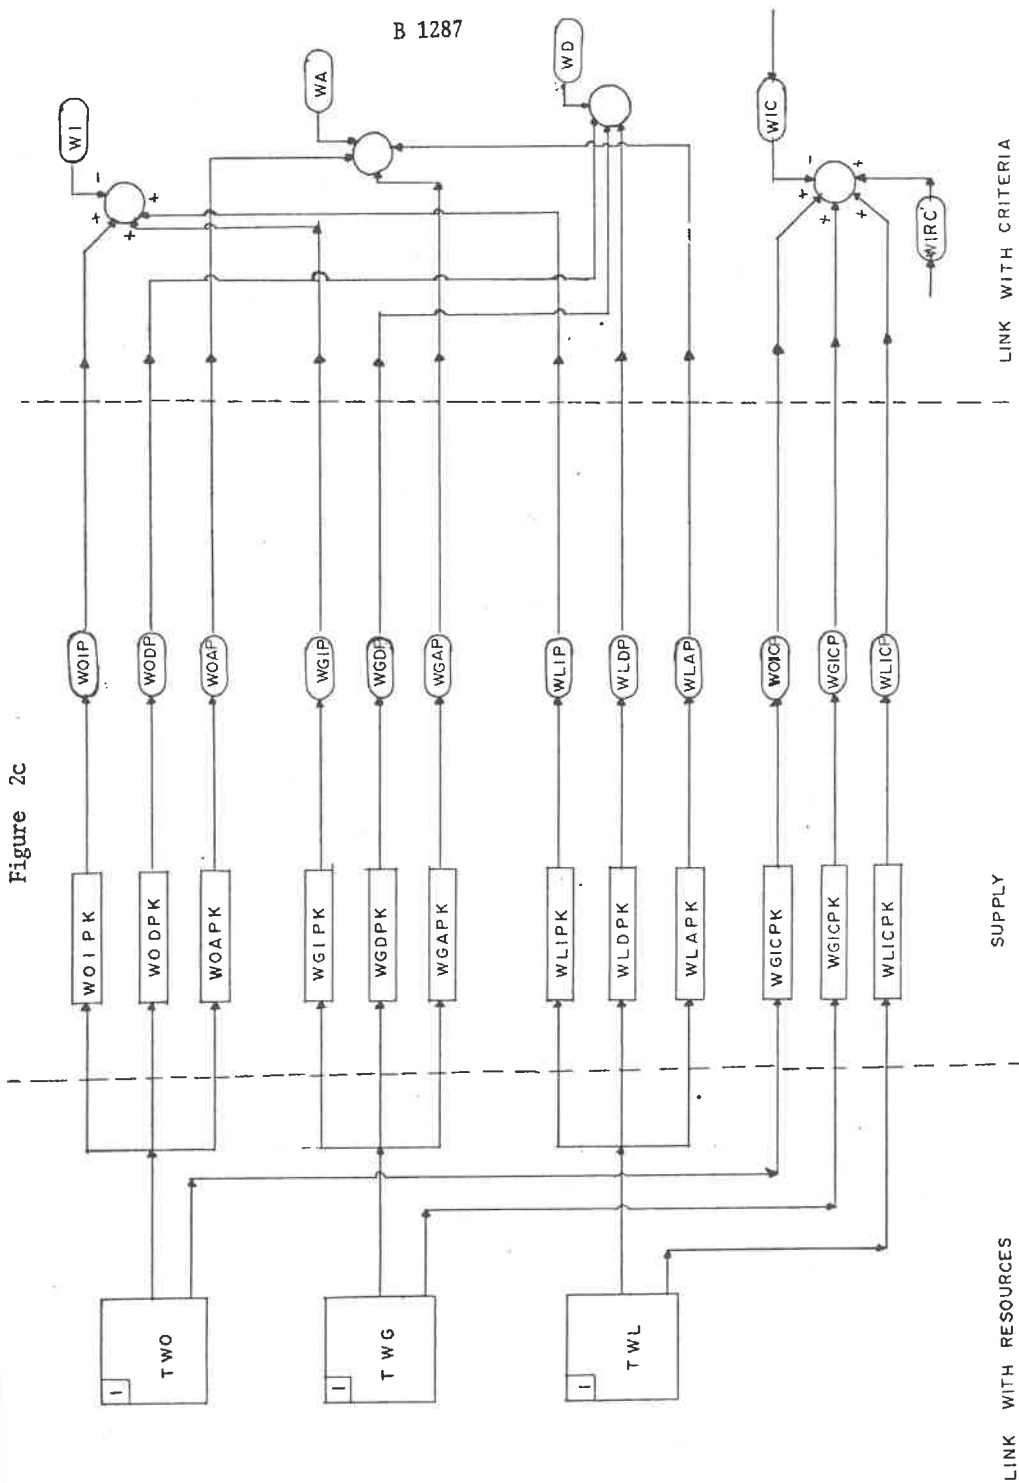 B 1287
Figure 2c
WI
WA
WD
WIC
WIRC
-
+
+
+
-
+
+
+
+
LINK WITH CRITERIA
WOIP
WODP
WOAP
WGIP
WGDP
WGAP
WLIP
WLDP
WLAP
WOICP
WGICP
WLICP
WOIPK
WODPK
WOAPK
WGIPK
WGDPK
WGAPK
WLIPK
WLDPK
WLAPK
WGICPK
WGICPK
WLICPK
SUPPLY
I
TWO
I
TWG
I
TWL
LINK WITH RESOURCES